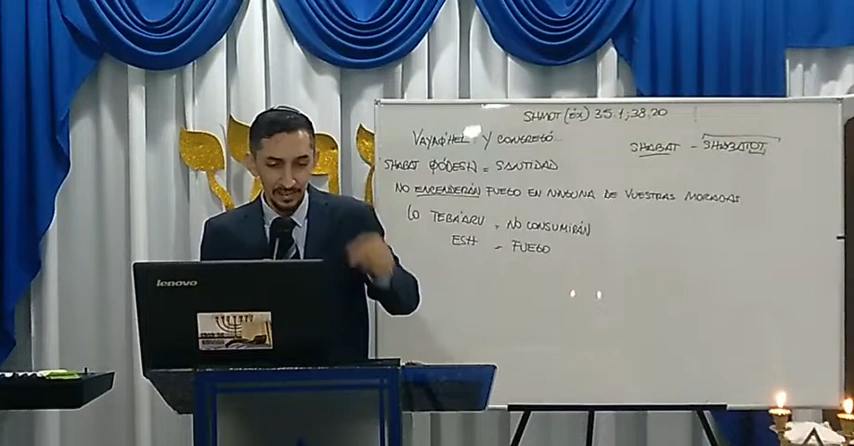 SHMOT (ÉX) 35.1, 38.20
VAYAQ'HEL : Y CONGREGÓ...
SHABAT - SHABATOT
SHABAT QÓDESH = SANTIDAD
NO ENCENDERÁN FUEGO EN NINGUNA DE VUESTRAS MORADAS
LO TEBA'ARU = NO CONSUMIRÁN
ESH - FUEGO
lenovo